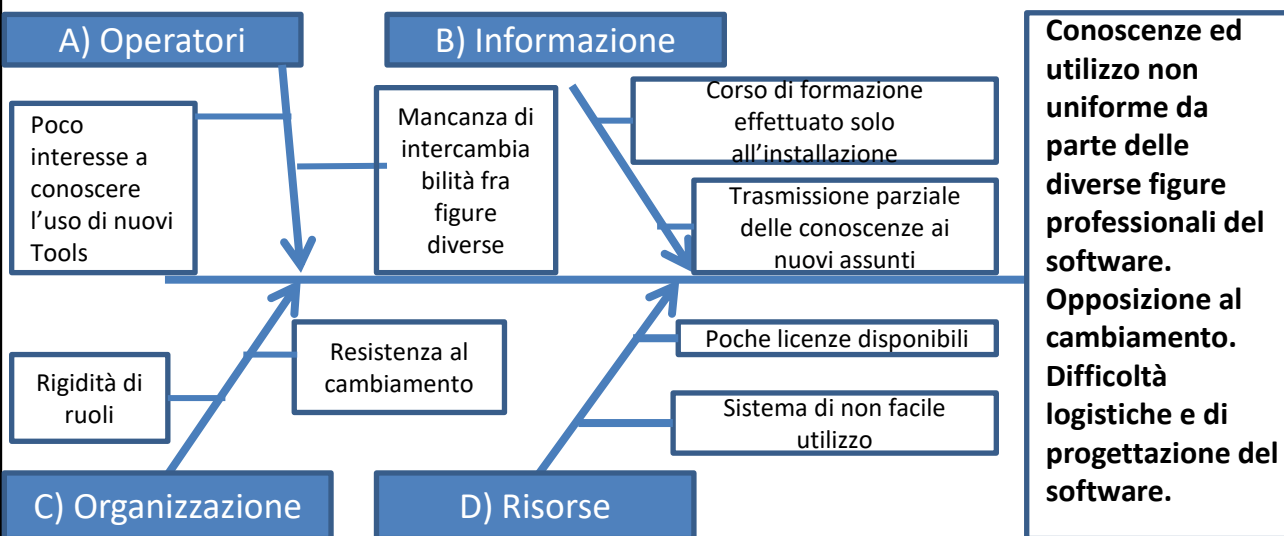 A) Operatori
B) Informazione
Poco
interesse a
conoscere
l'uso di nuovi
Tools
Mancanza di
intercambia
bilità fra
figure
diverse
Corso di formazione
effettuato solo
all'installazione
Trasmissione parziale
delle conoscenze ai
nuovi assunti
Rigidità di
ruoli
Resistenza al
cambiamento
Poche licenze disponibili
Sistema di non facile
utilizzo
C) Organizzazione
D) Risorse
Conoscenze ed
utilizzo non
uniforme da
parte delle
diverse figure
professionali del
software.
Opposizione al
cambiamento.
Difficoltà
logistiche e di
progettazione del
software.